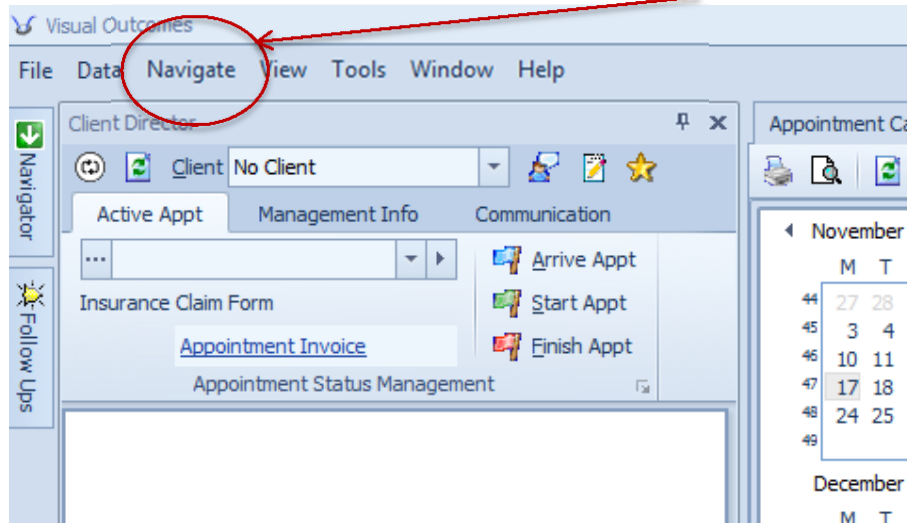 Visual Outcomes
File Data Navigate View Tools Window Help
Client Director
Client No Client
Active Appt Management Info Communication
...
Arrive Appt
Insurance Claim Form
Start Appt
Appointment Invoice
Finish Appt
Appointment Status Management
Navigator
Follow Ups
Appointment Ca
November
M T
44 27 28
45 3 4
46 10 11
47 17 18
48 24 25
49
December
M T